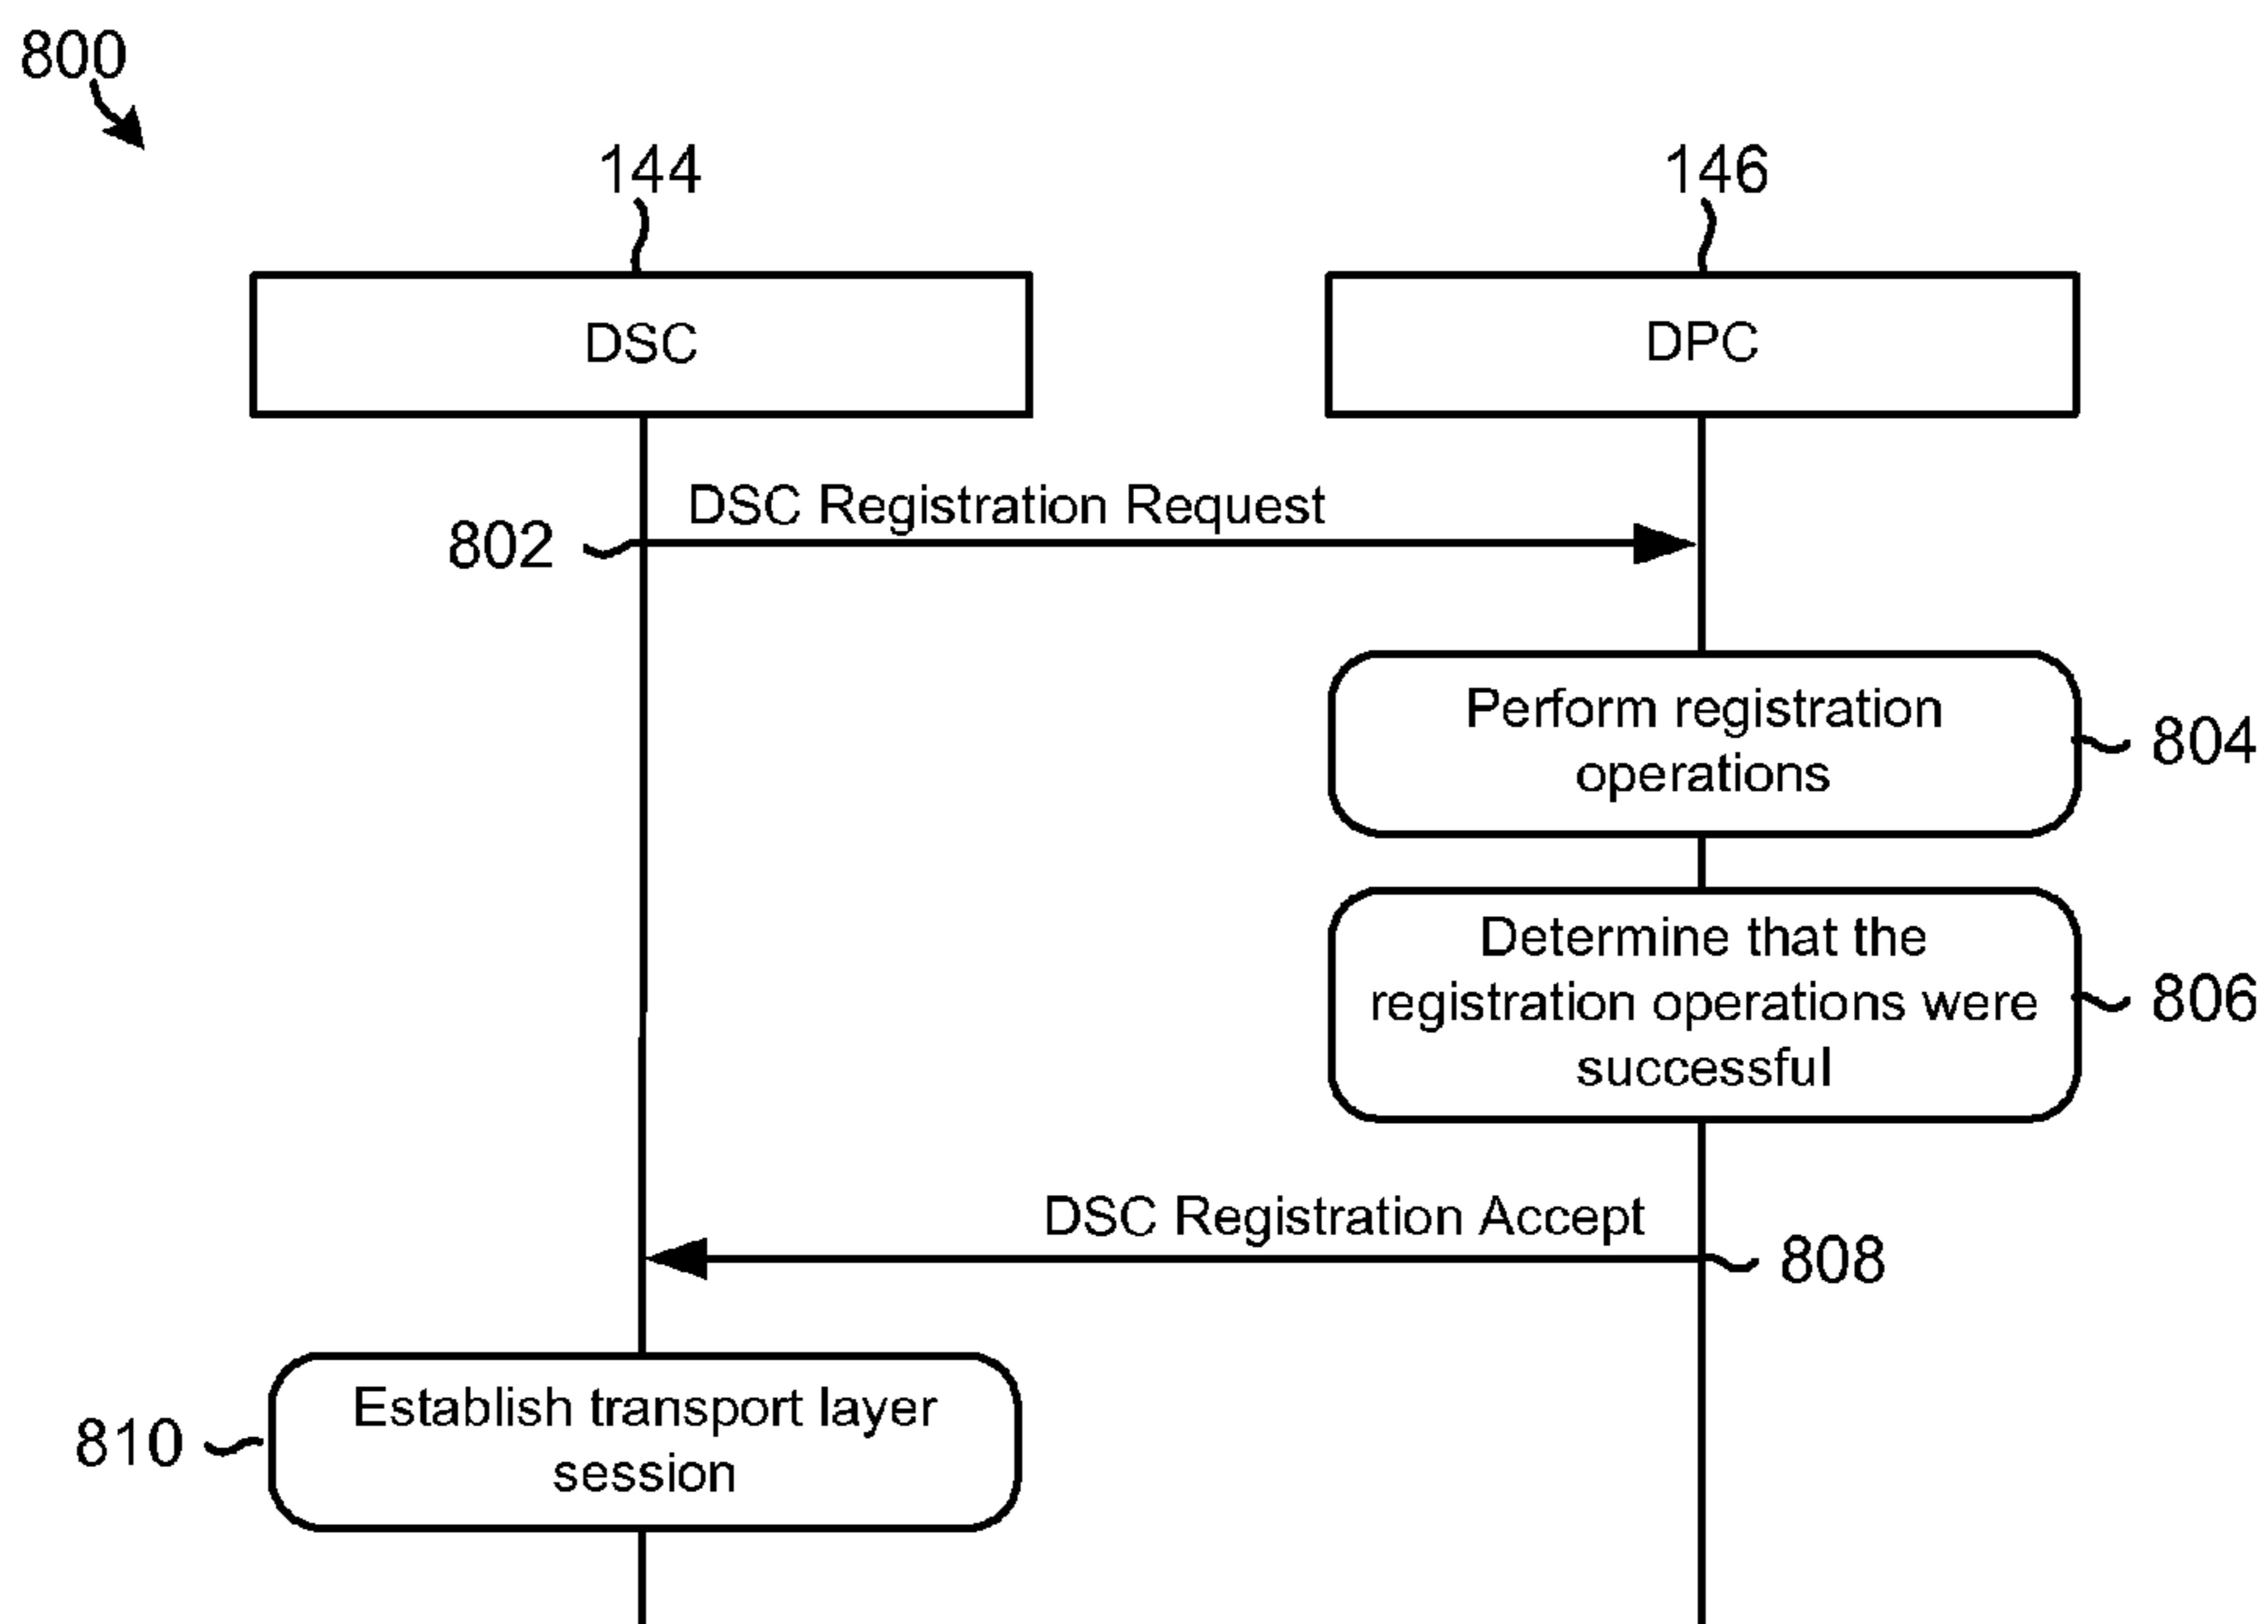 800
144
146
DSC
DPC
DSC Registration Request
802
Perform registration
operations
804
Determine that the
registration operations were
successful
806
DSC Registration Accept
808
Establish transport layer
session
810